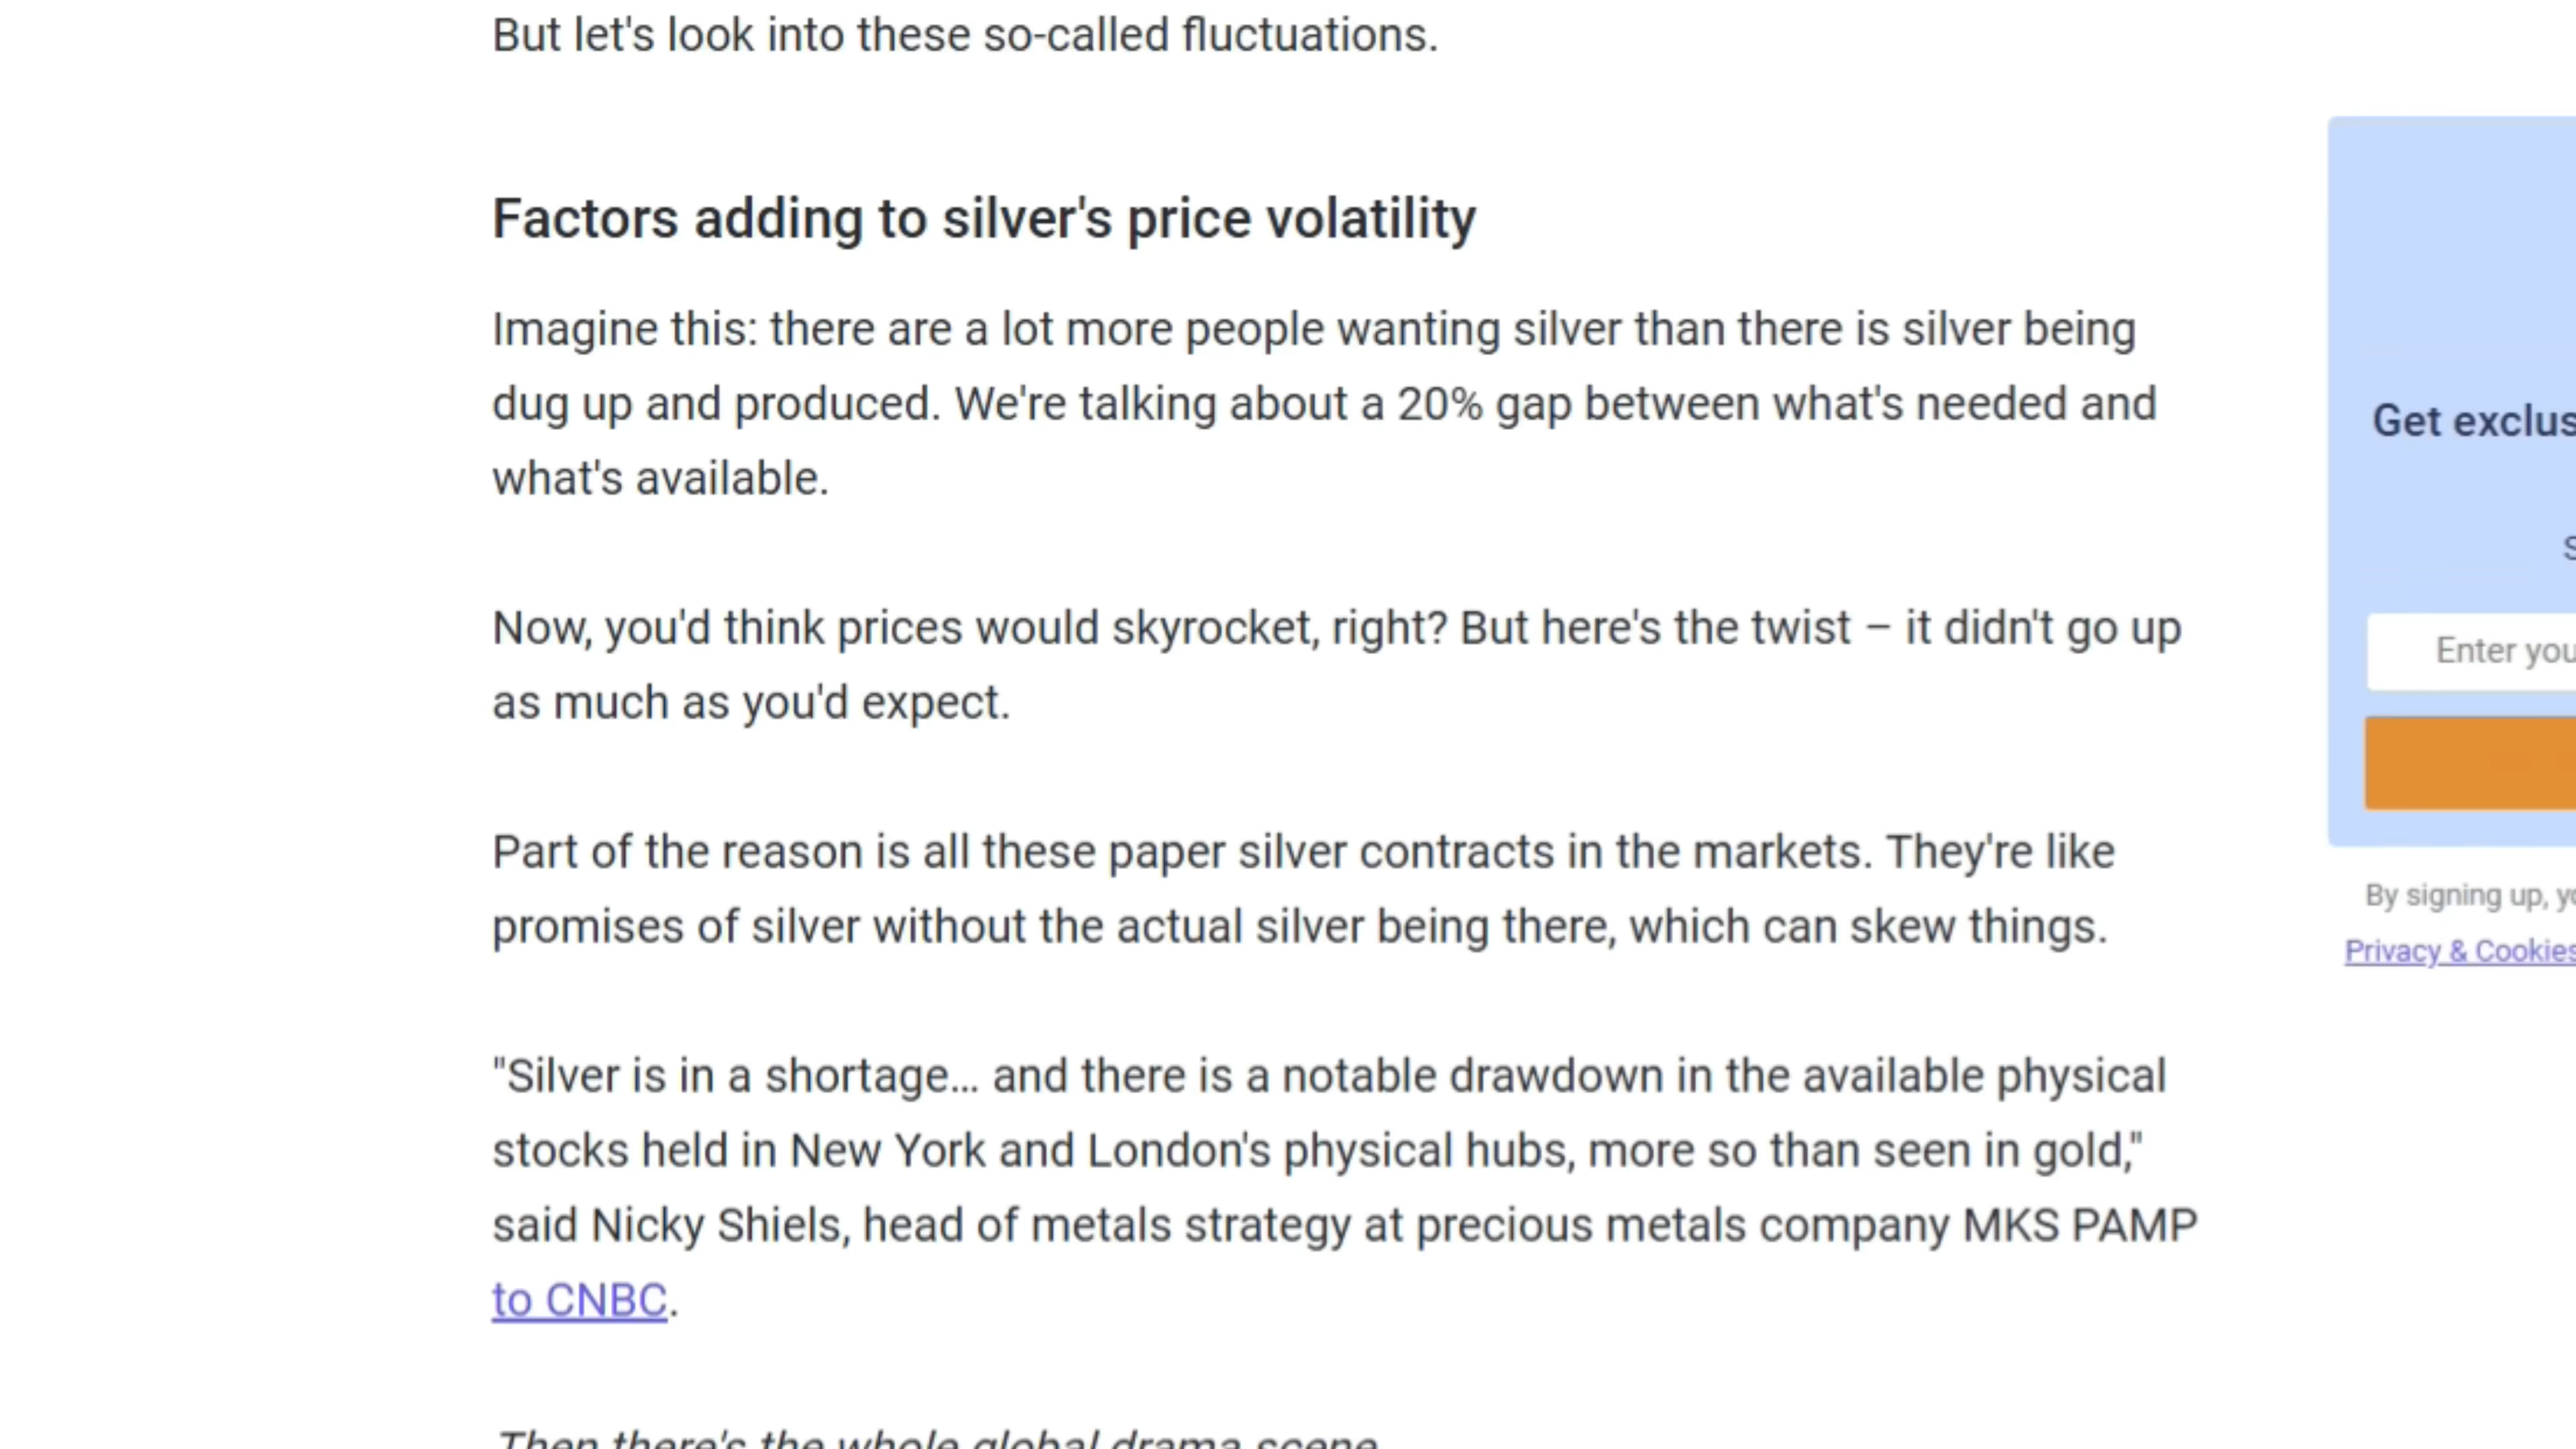 But let's look into these so-called fluctuations.
Factors adding to silver's price volatility
Imagine this: there are a lot more people wanting silver than there is silver being
dug up and produced. We're talking about a 20% gap between what's needed and
what's available.
Now, you'd think prices would skyrocket, right? But here's the twist – it didn't go up
as much as you'd expect.
Part of the reason is all these paper silver contracts in the markets. They're like
promises of silver without the actual silver being there, which can skew things.
"Silver is in a shortage… and there is a notable drawdown in the available physical
stocks held in New York and London's physical hubs, more so than seen in gold,"
said Nicky Shiels, head of metals strategy at precious metals company MKS PAMP
to CNBC.
Then there's the whole global drama scene
Get
Enter
By signing up,
Privacy & Cookies